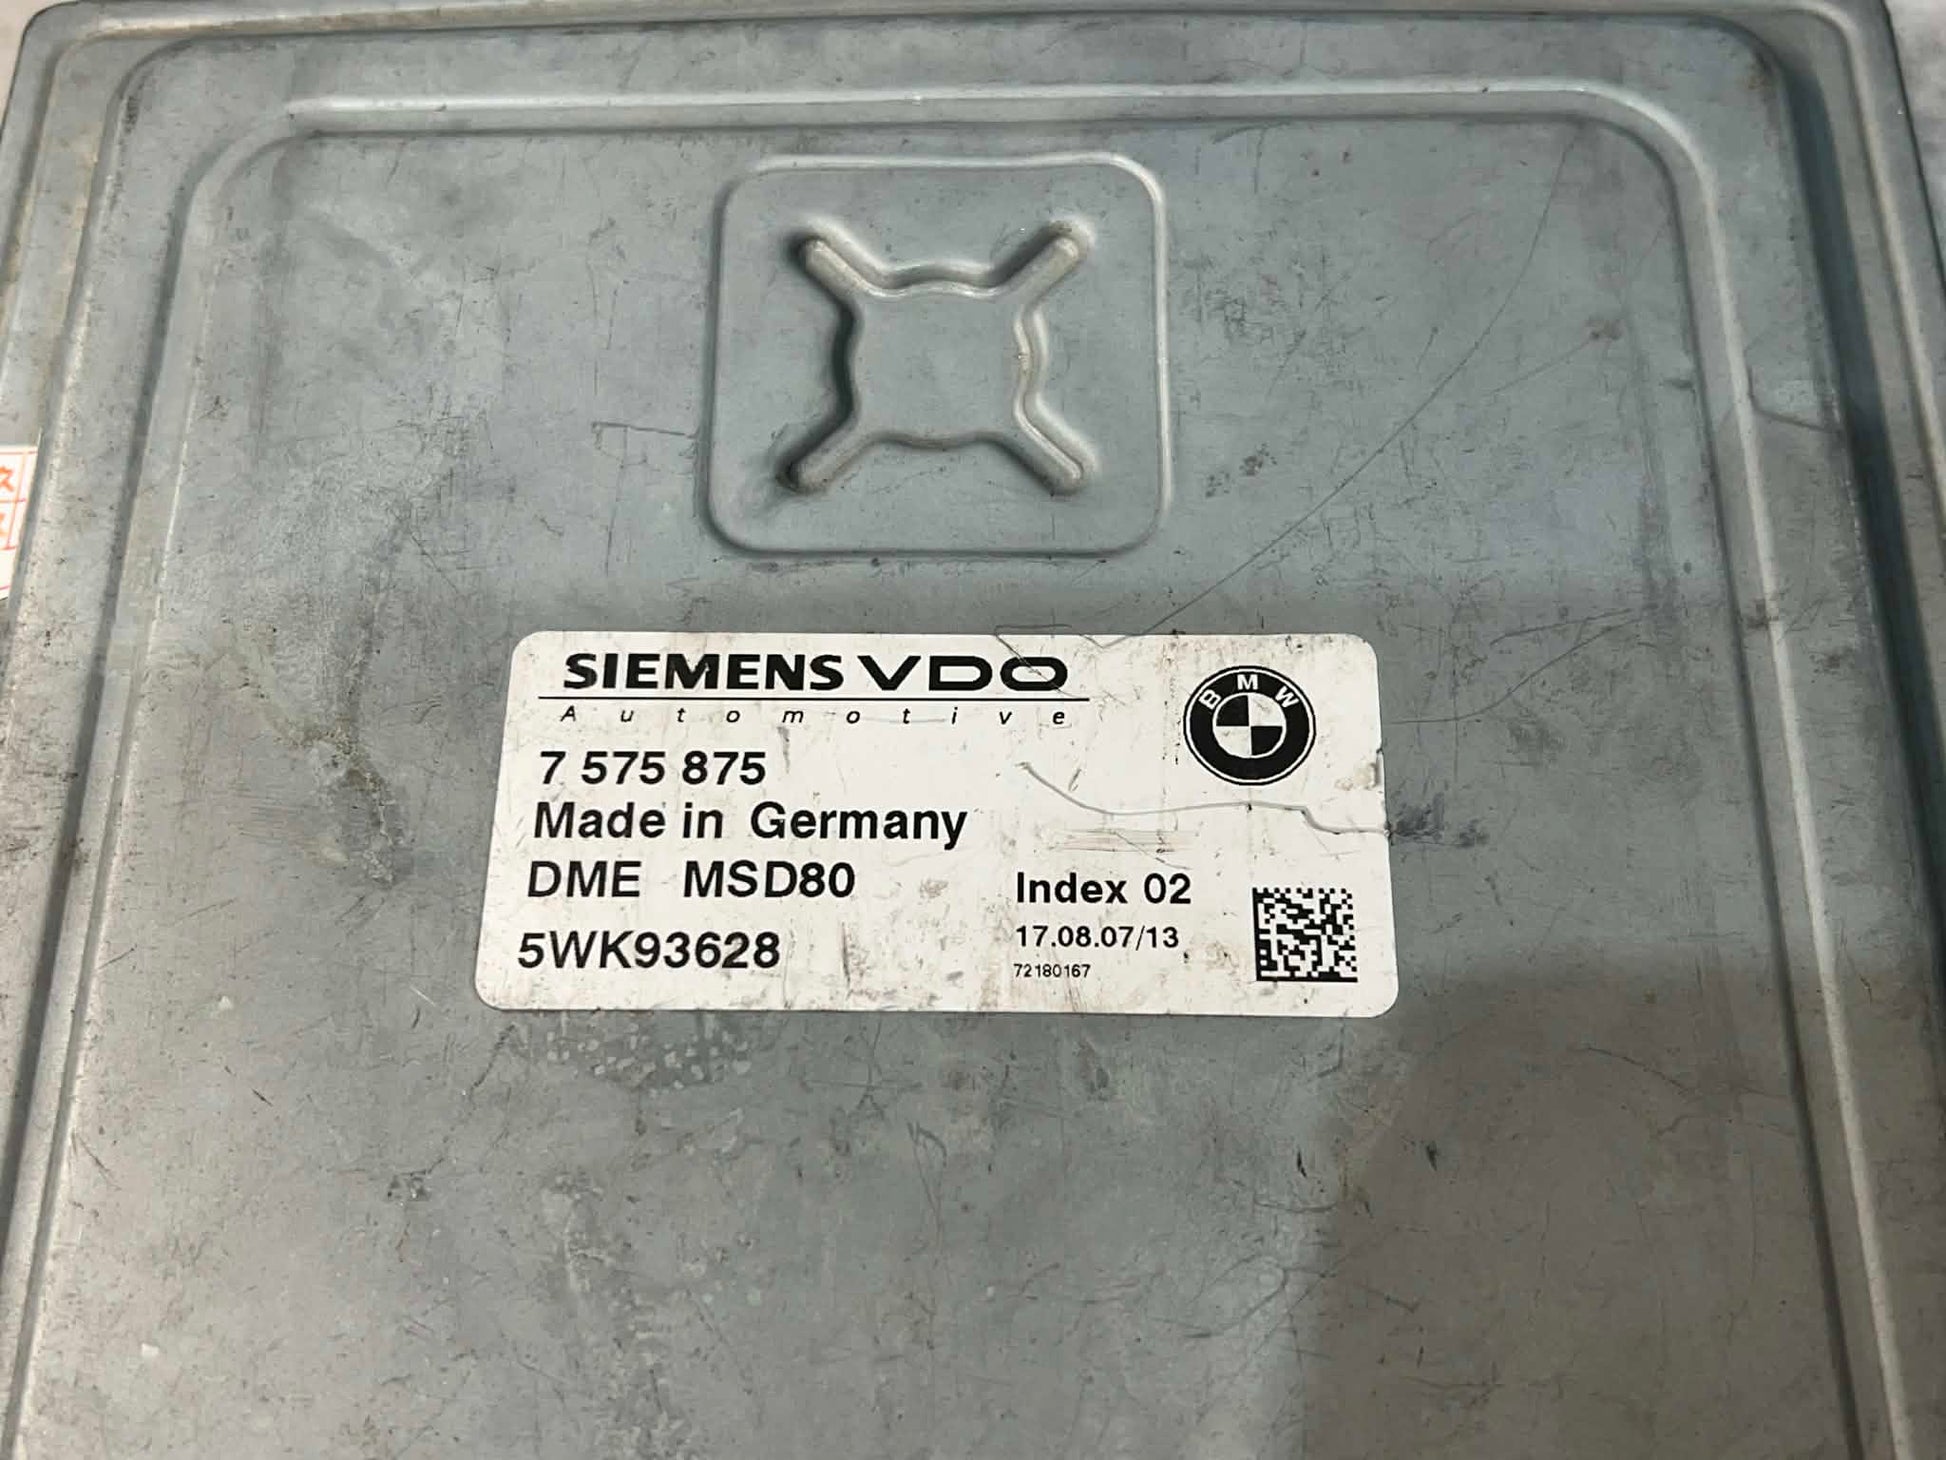 SIEMENS VDO
Automotive
BMW
7 575 875
Made in Germany
DME MSD80
Index 02
17.08.07/13
5WK93628
72180167